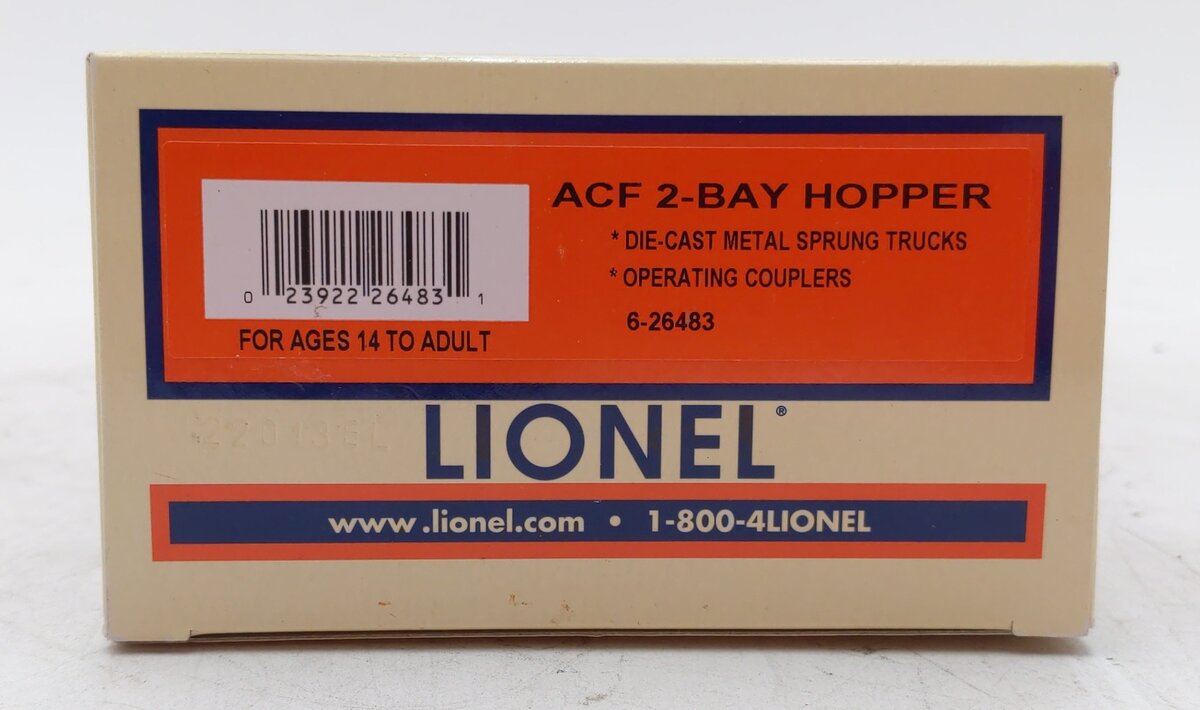 ACF 2-BAY HOPPER
* DIE-CAST METAL SPRUNG TRUCKS
* OPERATING COUPLERS
6-26483
0 23922 26483 1
FOR AGES 14 TO ADULT
LIONEL®
www.lionel.com • 1-800-4LIONEL